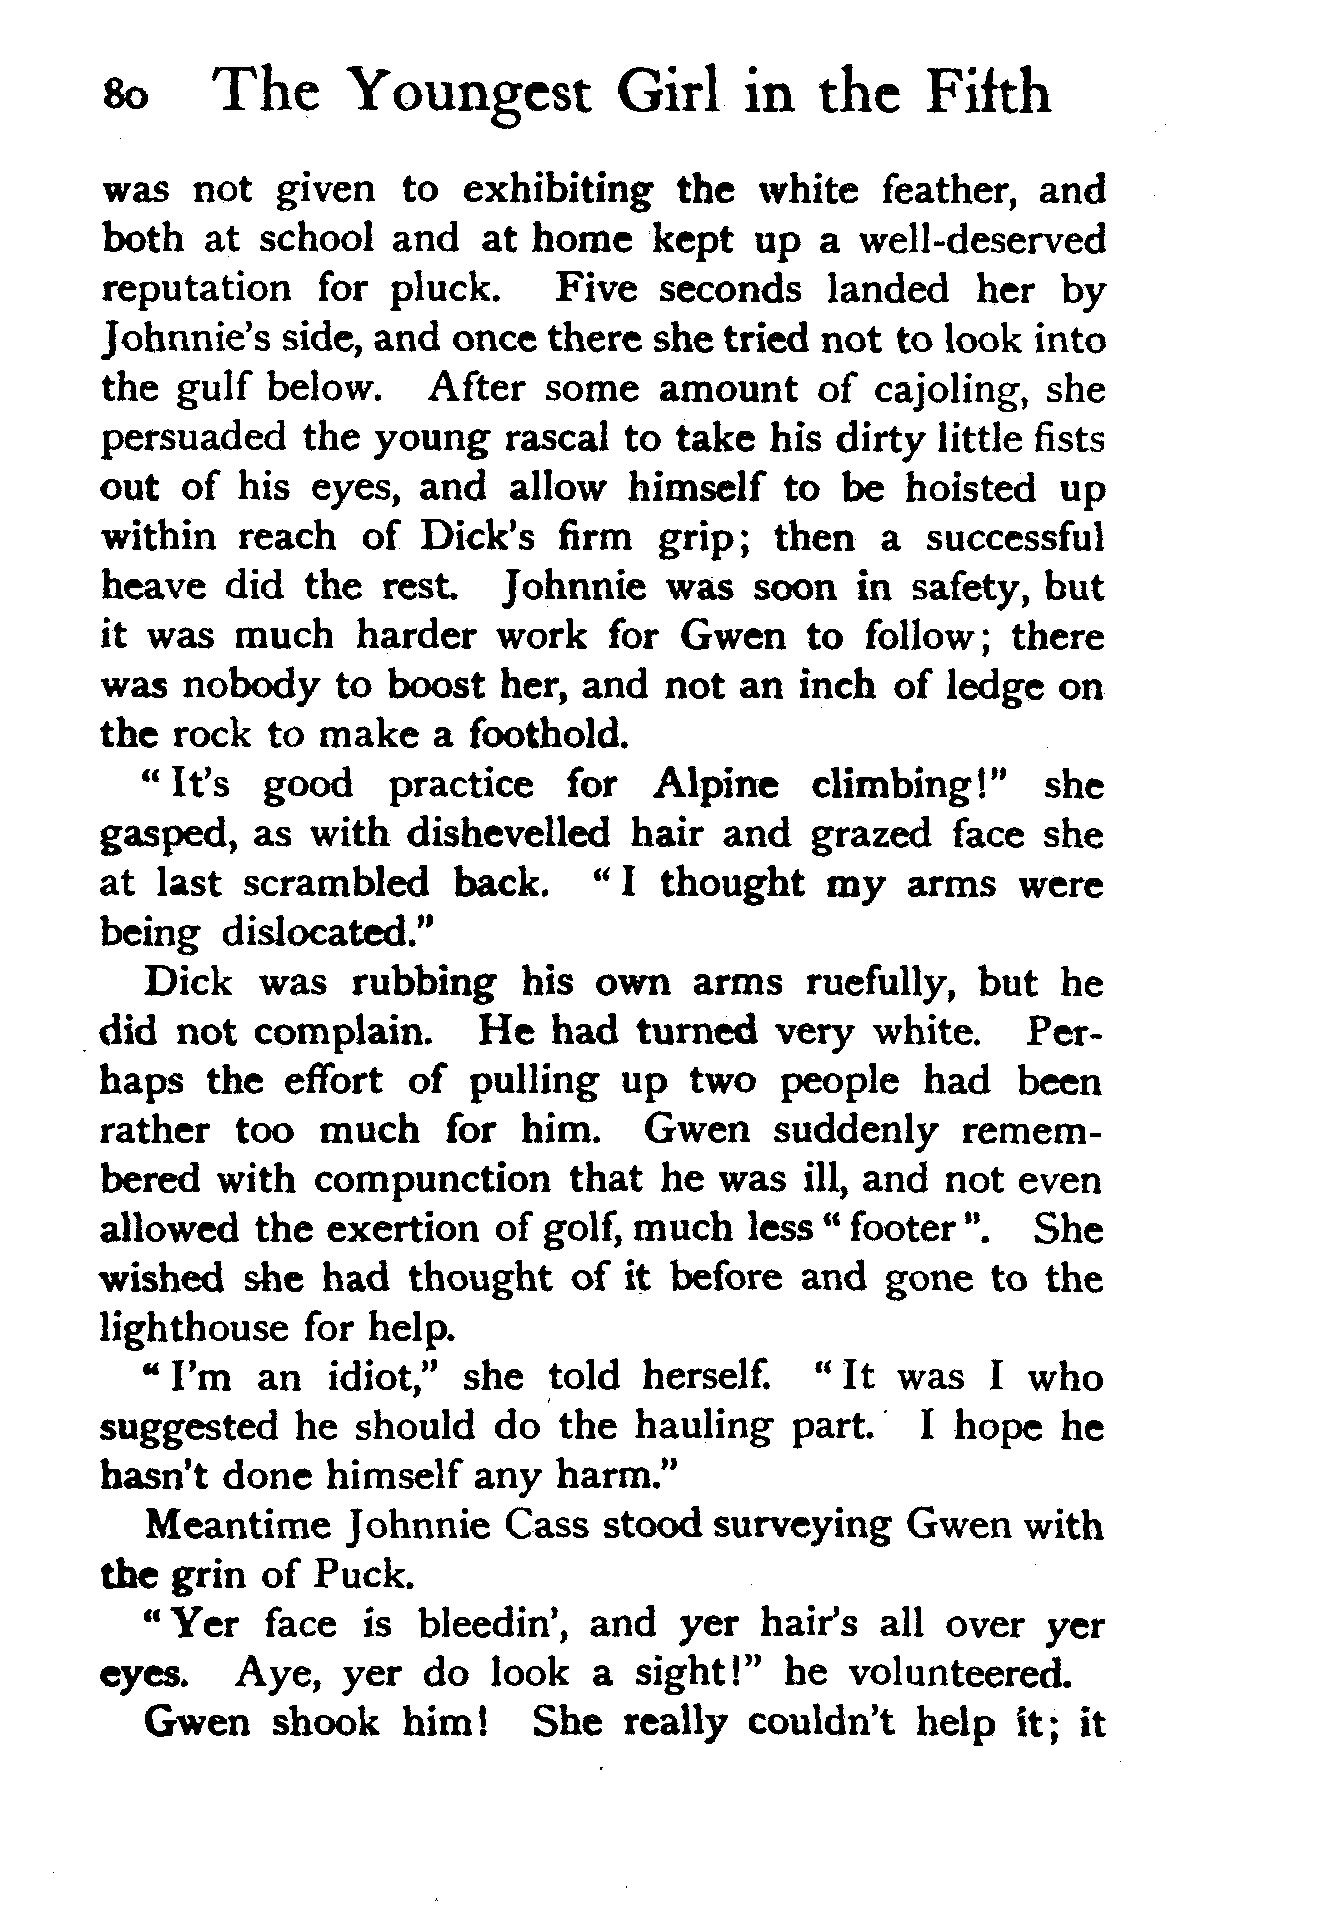 80 The Youngest Girl in the Fifth
was not given to exhibiting the white feather, and
both at school and at home kept up a well-deserved
reputation for pluck. Five seconds landed her by
Johnnie's side, and once there she tried not to look into
the gulf below. After some amount of cajoling, she
persuaded the young rascal to take his dirty little fists
out of his eyes, and allow himself to be hoisted up
within reach of Dick's firm grip; then a successful
heave did the rest. Johnnie was soon in safety, but
it was much harder work for Gwen to follow; there
was nobody to boost her, and not an inch of ledge on
the rock to make a foothold.
"It's good practice for Alpine climbing!" she
gasped, as with dishevelled hair and grazed face she
at last scrambled back. "I thought my arms were
being dislocated."
Dick was rubbing his own arms ruefully, but he
did not complain. He had turned very white. Per-
haps the effort of pulling up two people had been
rather too much for him. Gwen suddenly remem-
bered with compunction that he was ill, and not even
allowed the exertion of golf, much less "footer". She
wished she had thought of it before and gone to the
lighthouse for help.
"I'm an idiot," she told herself. "It was I who
suggested he should do the hauling part. I hope he
hasn't done himself any harm."
Meantime Johnnie Cass stood surveying Gwen with
the grin of Puck.
"Yer face is bleedin', and yer hair's all over yer
eyes. Aye, yer do look a sight!" he volunteered.
Gwen shook him! She really couldn't help it; it